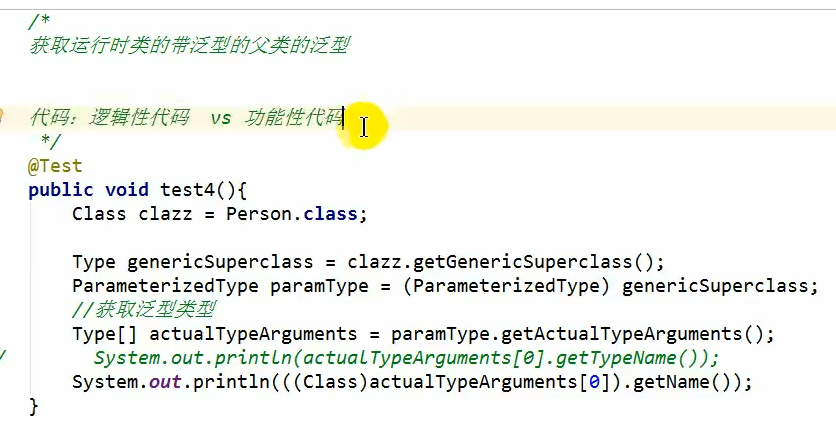 /*
获取运行时类的带泛型的父类的泛型
代码：逻辑性代码  vs 功能性代码
*/
@Test
public void test4(){
Class clazz = Person.class;
Type genericSuperclass = clazz.getGenericSuperclass();
ParameterizedType paramType = (ParameterizedType) genericSuperclass;
//获取泛型类型
Type[] actualTypeArguments = paramType.getActualTypeArguments();
/ System.out.println(actualTypeArguments[0].getTypeName());
System.out.println(((Class)actualTypeArguments[0]).getName());
}